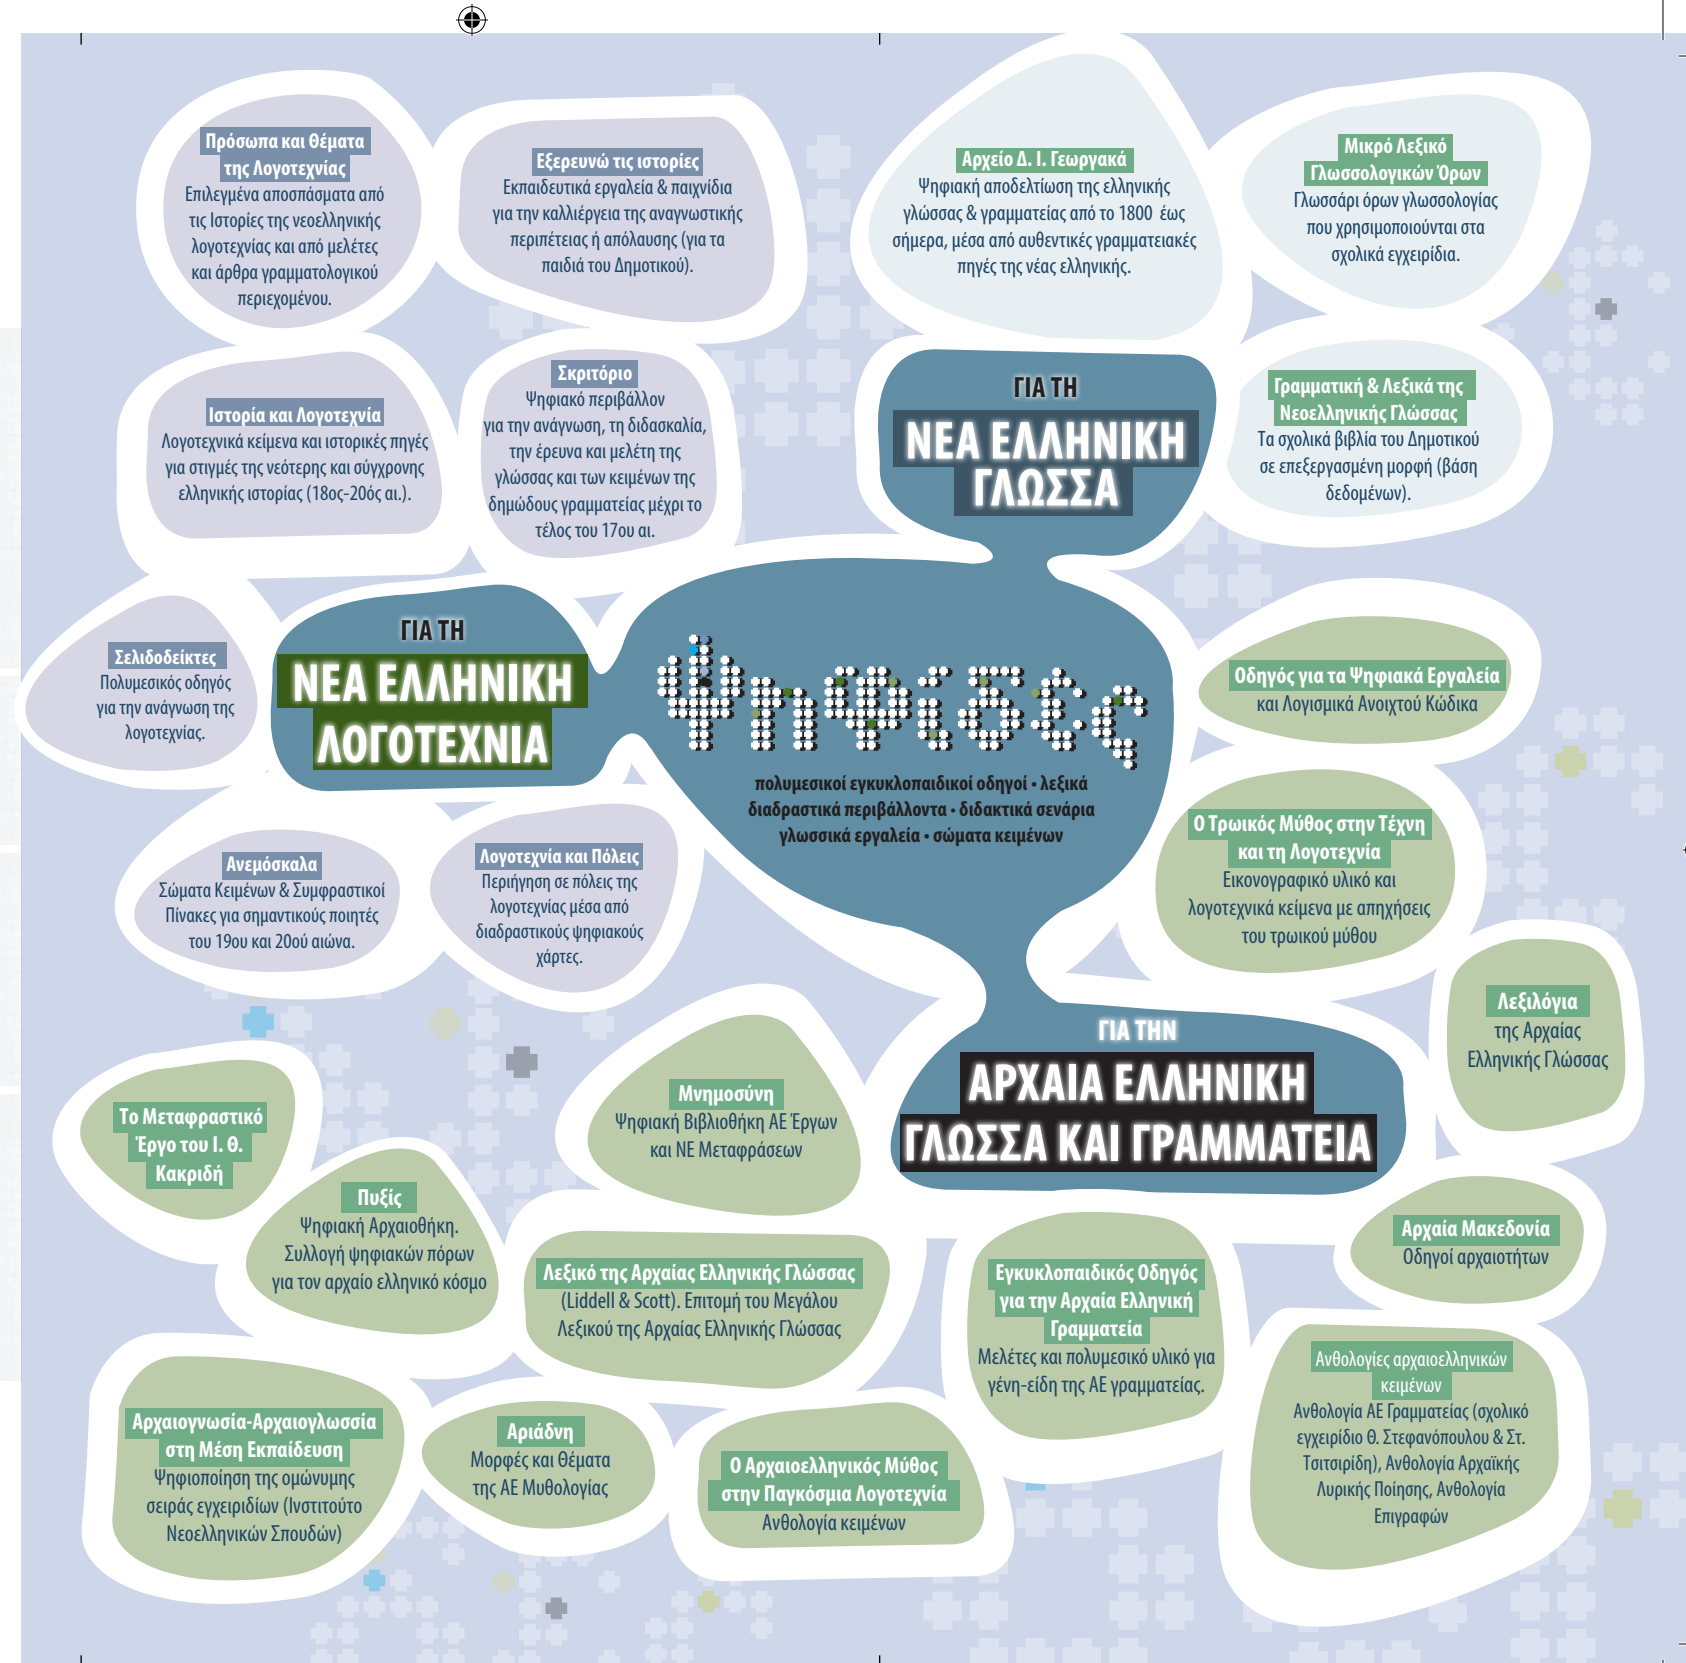 Πρόσωπα και Θέματα
της Λογοτεχνίας
Επιλεγμένα αποσπάσματα από
τις Ιστορίες της νεοελληνικής
λογοτεχνίας και από μελέτες
και άρθρα γραμματολογικού
περιεχομένου.
Εξερευνώ τις ιστορίες
Εκπαιδευτικά εργαλεία & παιχνίδια
για την καλλιέργεια της αναγνωστικής
περιπέτειας ή απόλαυσης (για τα
παιδιά του Δημοτικού).
Αρχείο Δ. Ι. Γεωργακά
Ψηφιακή αποδελτίωση της ελληνικής
γλώσσας & γραμματείας από το 1800 έως
σήμερα, μέσα από αυθεντικές γραμματειακές
πηγές της νέας ελληνικής.
Μικρό Λεξικό
Γλωσσολογικών Όρων
Γλωσσάρι όρων γλωσσολογίας
που χρησιμοποιούνται στα
σχολικά εγχειρίδια.
Ιστορία και Λογοτεχνία
Λογοτεχνικά κείμενα και ιστορικές πηγές
για στιγμές της νεότερης και σύγχρονης
ελληνικής ιστορίας (18ος-20ός αι.).
Σκριτόριο
Ψηφιακό περιβάλλον
για την ανάγνωση, τη διδασκαλία,
την έρευνα και μελέτη της
γλώσσας και των κειμένων της
δημώδους γραμματείας μέχρι το
τέλος του 17ου αι.
ΓΙΑ ΤΗ
ΝΕΑ ΕΛΛΗΝΙΚΗ
ΓΛΩΣΣΑ
Γραμματική & Λεξικά της
Νεοελληνικής Γλώσσας
Τα σχολικά βιβλία του Δημοτικού
σε επεξεργασμένη μορφή (βάση
δεδομένων).
Σελιδοδείκτες
Πολυμεσικός οδηγός
για την ανάγνωση της
λογοτεχνίας.
ΓΙΑ ΤΗ
ΝΕΑ ΕΛΛΗΝΙΚΗ
ΛΟΓΟΤΕΧΝΙΑ
Ψηφίδες
πολυμεσικοί εγκυκλοπαιδικοί οδηγοί • λεξικά
διαδραστικά περιβάλλοντα • διδακτικά σενάρια
γλωσσικά εργαλεία • σώματα κειμένων
Οδηγός για τα Ψηφιακά Εργαλεία
και Λογισμικά Ανοιχτού Κώδικα
Ο Τρωικός Μύθος στην Τέχνη
και τη Λογοτεχνία
Εικονογραφικό υλικό και
λογοτεχνικά κείμενα με απηχήσεις
του τρωικού μύθου
Ανεμόσκαλα
Σώματα Κειμένων & Συμφραστικοί
Πίνακες για σημαντικούς ποιητές
του 19ου και 20ού αιώνα.
Λογοτεχνία και Πόλεις
Περιήγηση σε πόλεις της
λογοτεχνίας μέσα από
διαδραστικούς ψηφιακούς
χάρτες.
Λεξιλόγια
της Αρχαίας
Ελληνικής Γλώσσας
ΓΙΑ ΤΗΝ
ΑΡΧΑΙΑ ΕΛΛΗΝΙΚΗ
ΓΛΩΣΣΑ ΚΑΙ ΓΡΑΜΜΑΤΕΙΑ
Μνημοσύνη
Ψηφιακή Βιβλιοθήκη ΑΕ Έργων
και ΝΕ Μεταφράσεων
Το Μεταφραστικό
Έργο του Ι. Θ.
Κακριδή
Πυξίς
Ψηφιακή Αρχαιοθήκη.
Συλλογή ψηφιακών πόρων
για τον αρχαίο ελληνικό κόσμο
Λεξικό της Αρχαίας Ελληνικής Γλώσσας
(Liddell & Scott). Επιτομή του Μεγάλου
Λεξικού της Αρχαίας Ελληνικής Γλώσσας
Εγκυκλοπαιδικός Οδηγός
για την Αρχαία Ελληνική
Γραμματεία
Μελέτες και πολυμεσικό υλικό για
γένη-είδη της ΑΕ γραμματείας.
Αρχαία Μακεδονία
Οδηγοί αρχαιοτήτων
Ανθολογίες αρχαιοελληνικών
κειμένων
Ανθολογία ΑΕ Γραμματείας (σχολικό
εγχειρίδιο Θ. Στεφανόπουλου & Στ.
Τσιτσιρίδη), Ανθολογία Αρχαϊκής
Λυρικής Ποίησης, Ανθολογία
Επιγραφών
Αρχαιογνωσία-Αρχαιογλωσσία
στη Μέση Εκπαίδευση
Ψηφιοποίηση της ομώνυμης
σειράς εγχειριδίων (Ινστιτούτο
Νεοελληνικών Σπουδών)
Αριάδνη
Μορφές και Θέματα
της ΑΕ Μυθολογίας
Ο Αρχαιοελληνικός Μύθος
στην Παγκόσμια Λογοτεχνία
Ανθολογία κειμένων